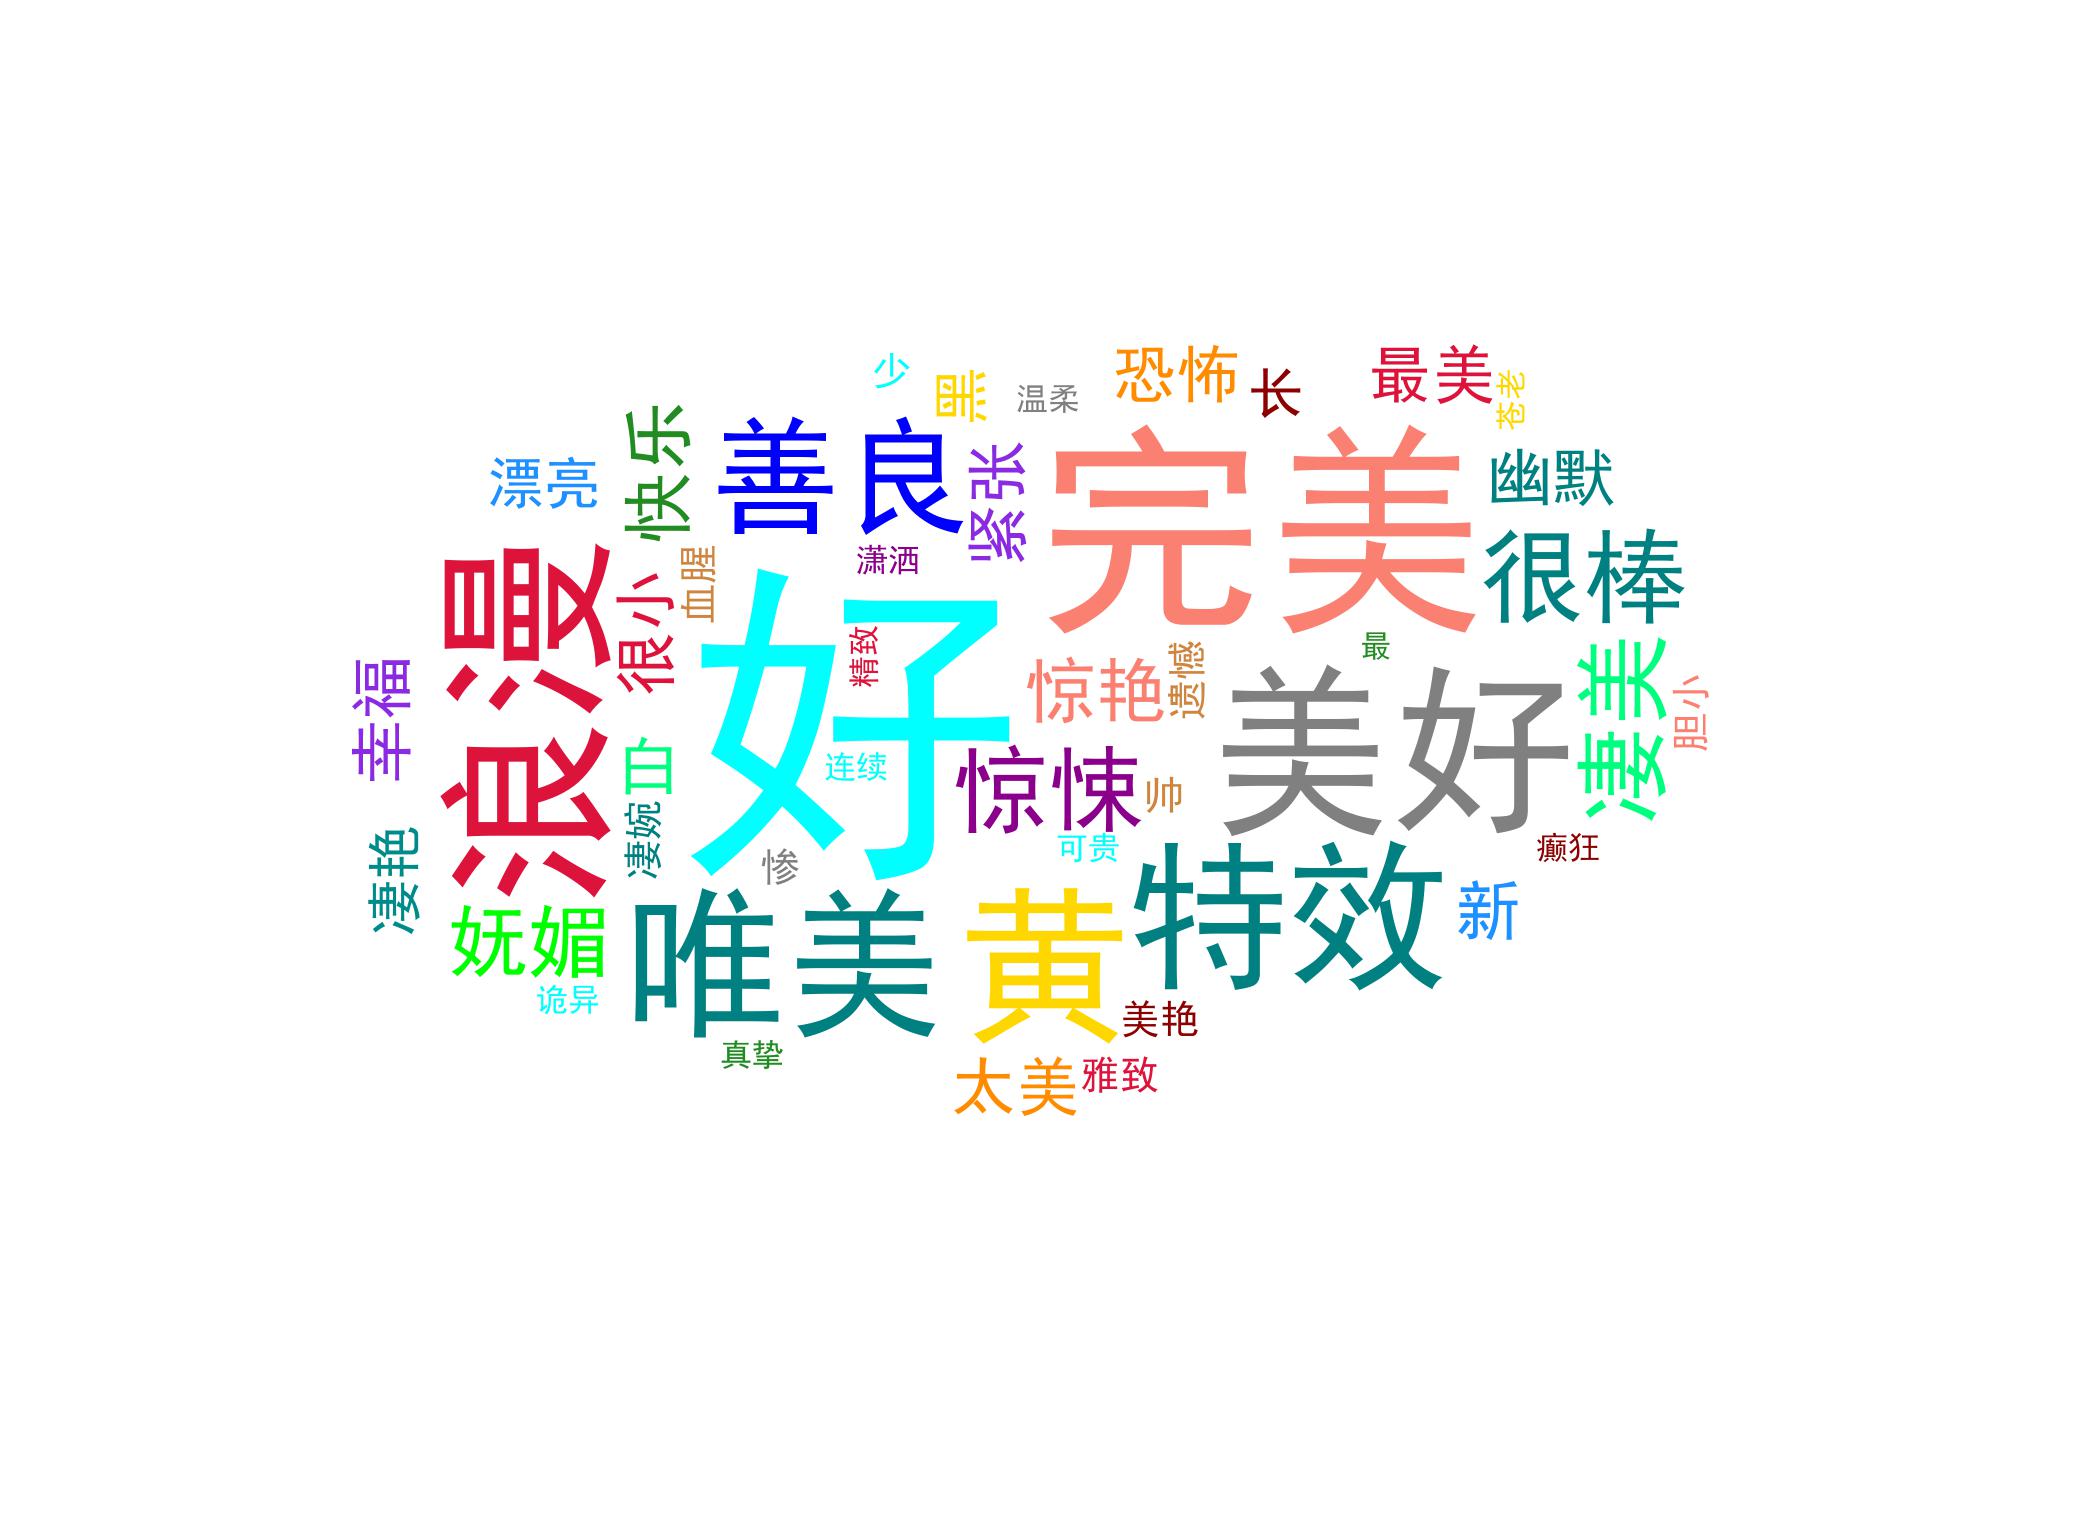 少
黑
温柔
恐怖
长
最美
苍老
快乐
漂亮
善良
紧张
完美
幽默
潇洒
很棒
浪漫
很小
血腥
好
精致
惊艳
遗憾
最
美好
凄美
胆小
幸福
白
连续
惊悚
帅
凄艳
凄婉
惨
可贵
特效
癫狂
新
妩媚
唯美
黄
诡异
美艳
真挚
太美
雅致